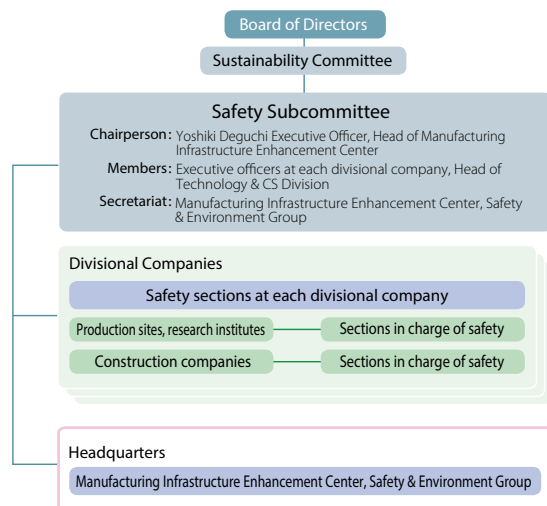 Board of Directors
Sustainability Committee
Safety Subcommittee
Chairperson: Yoshiki Deguchi Executive Officer, Head of Manufacturing
Infrastructure Enhancement Center
Members: Executive officers at each divisional company, Head of
Technology & CS Division
Secretariat: Manufacturing Infrastructure Enhancement Center, Safety
& Environment Group
Divisional Companies
Safety sections at each divisional company
Production sites, research institutes Sections in charge of safety
Construction companies Sections in charge of safety
Headquarters
Manufacturing Infrastructure Enhancement Center, Safety & Environment Group